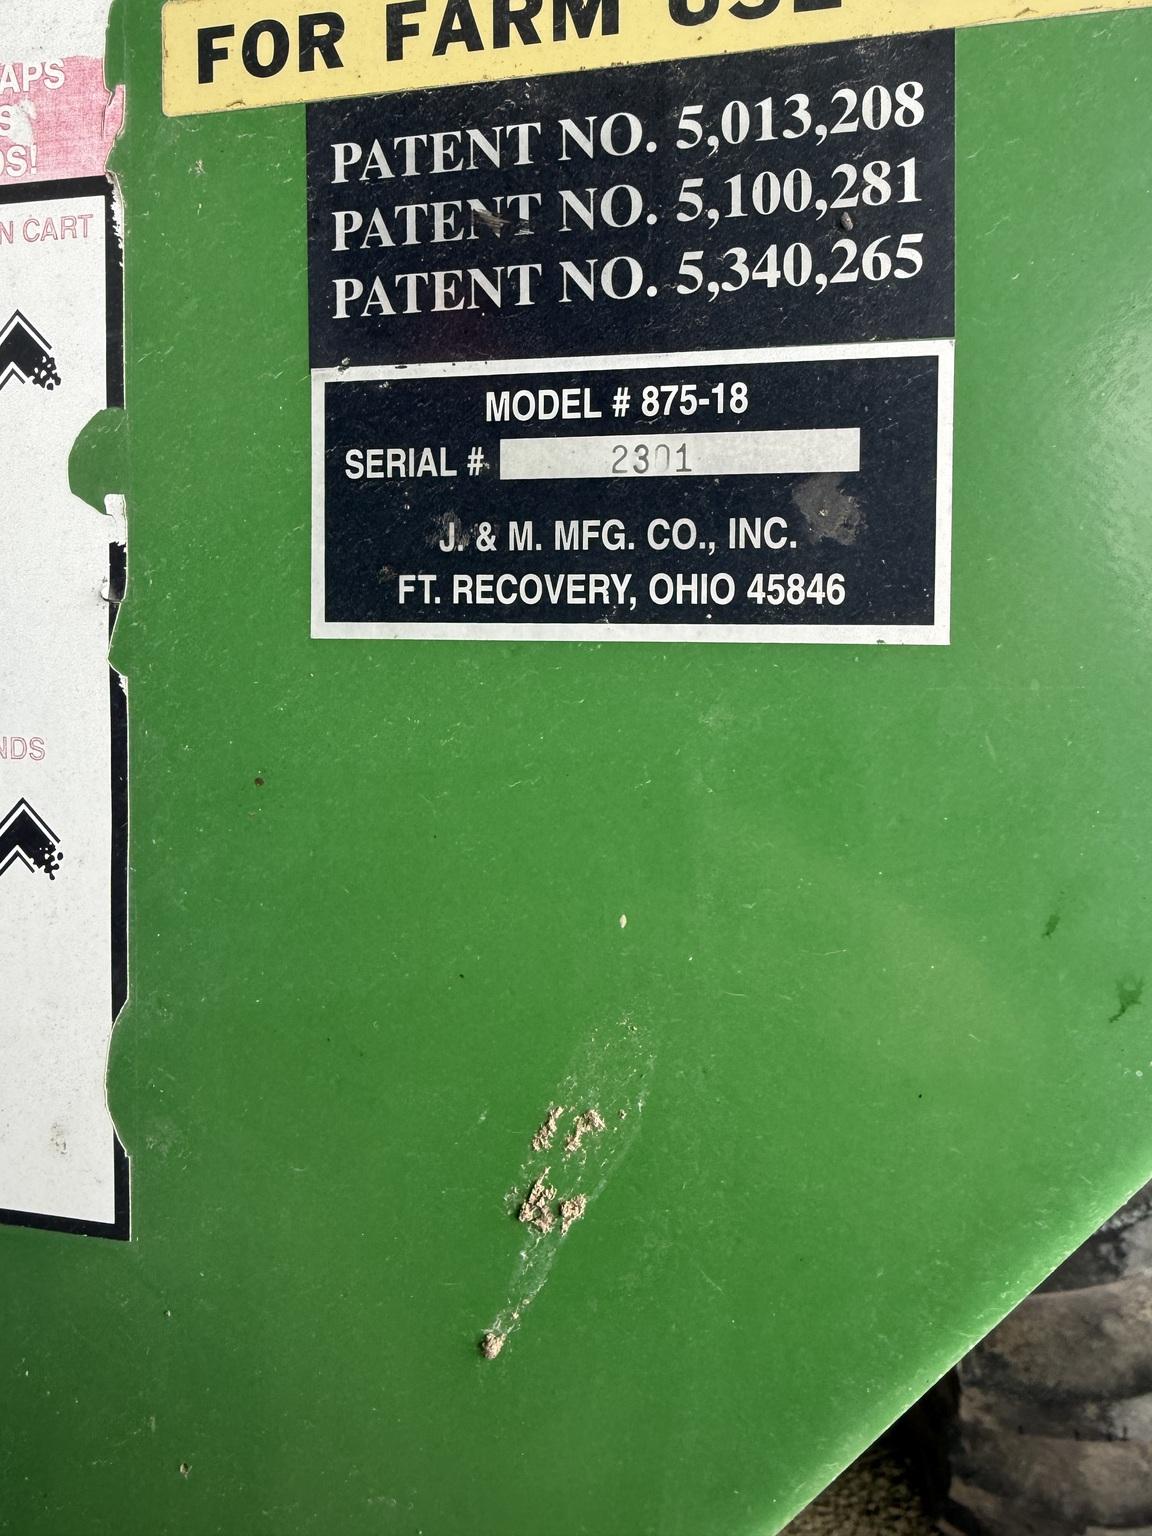 FOR FARM USE
APS
S
DS!
N CART
NDS
PATENT NO. 5,013,208
PATENT NO. 5,100,281
PATENT NO. 5,340,265
MODEL # 875-18
SERIAL # 2301
J. & M. MFG. CO., INC.
FT. RECOVERY, OHIO 45846